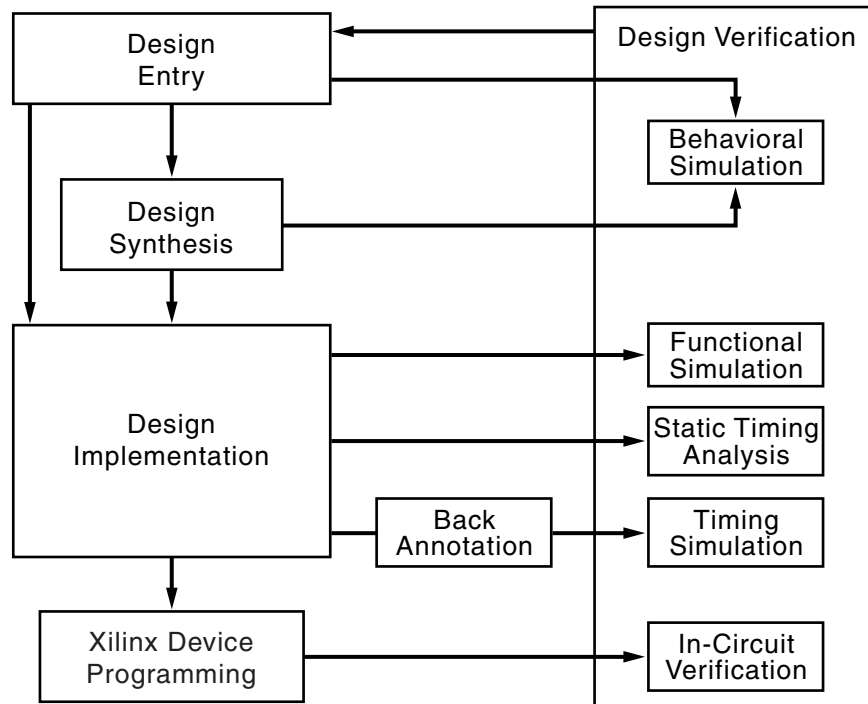 Design
Entry
Design Verification
Behavioral
Simulation
Design
Synthesis
Functional
Simulation
Design
Implementation
Static Timing
Analysis
Back
Annotation
Timing
Simulation
Xilinx Device
Programming
In-Circuit
Verification